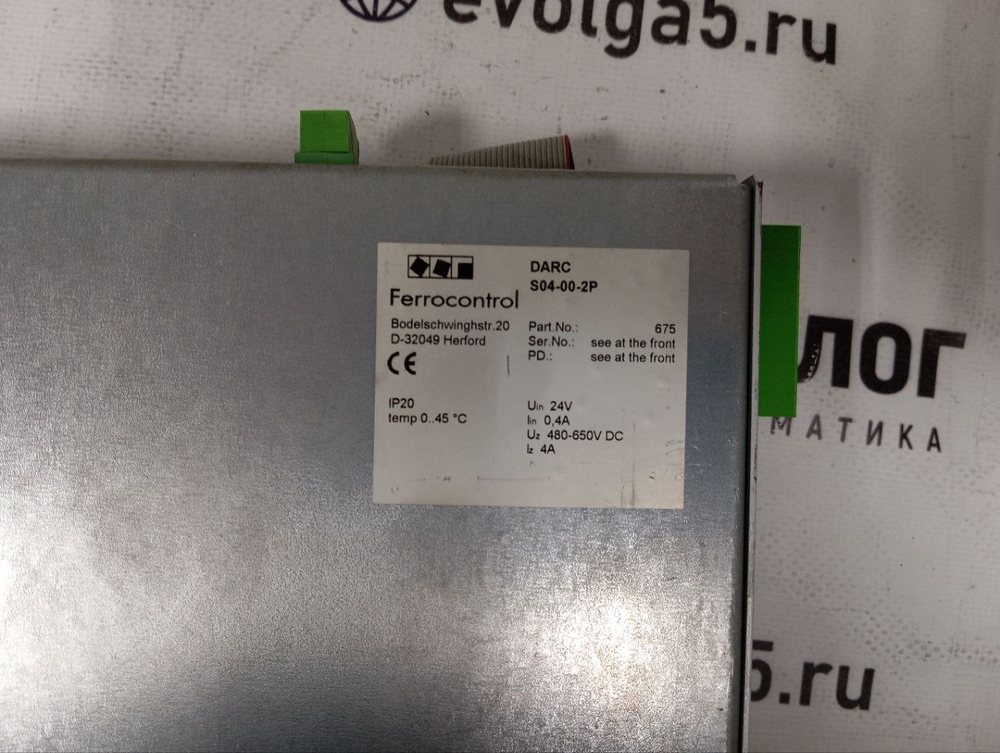 evolga5.ru
Ferrocontrol
Bodelschwinghstr.20
D-32049 Herford
CE
IP20
temp 0..45 °C
DARC
S04-00-2P
Part.No.: 675
Ser.No.: see at the front
PD.: see at the front
Uin 24V
Iin 0,4A
Uz 480-650V DC
Iz 4A
ЛОГ
МАТИКА
5.ru